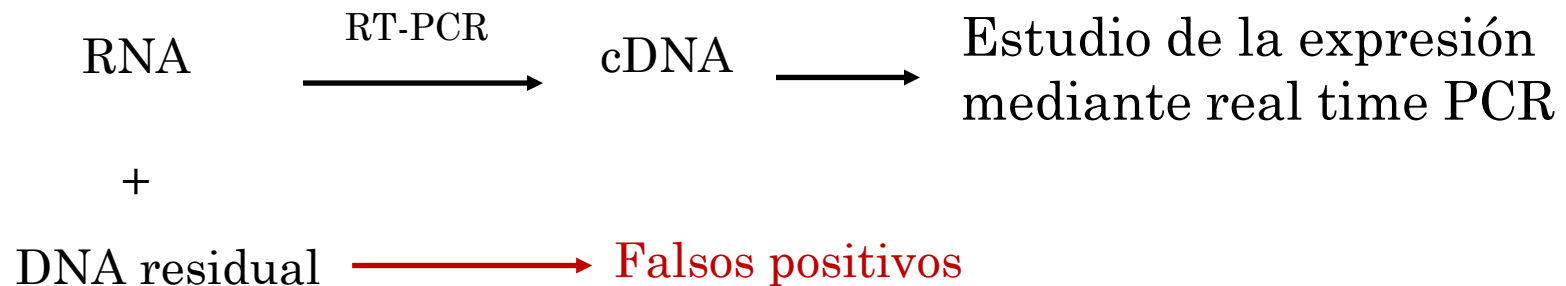 RNA
RT-PCR
cDNA
Estudio de la expresión
mediante real time PCR
+
DNA residual
Falsos positivos